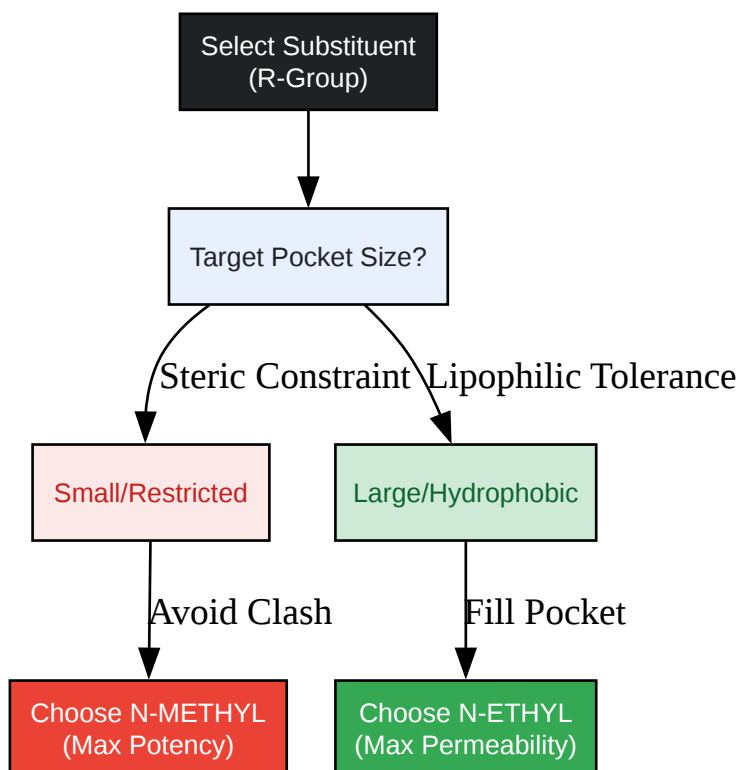 Select Substituent
(R-Group)
Target Pocket Size?
Steric Constraint
Lipophilic Tolerance
Small/Restricted
Large/Hydrophobic
Avoid Clash
Fill Pocket
Choose N-METHYL
(Max Potency)
Choose N-ETHYL
(Max Permeability)